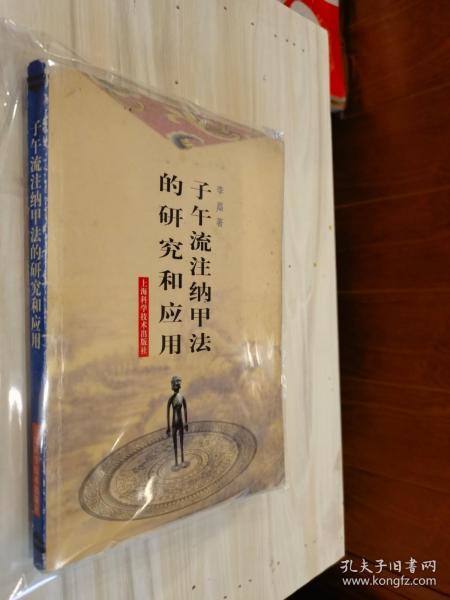 子午流注纳甲法
的研究和应用
李磊著
上海科学技术出版社
子午流注纳甲法的研究和应用
孔夫子旧书网
www.kongfz.com